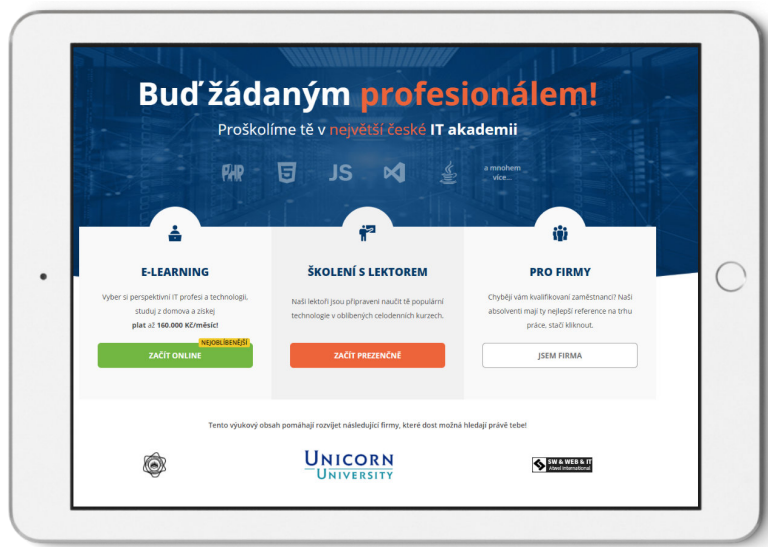 Buď žádaným profesionálem!
Proškolíme tě v největší české IT akademii
PHP
5
JS
a mnohem
více...
E-LEARNING
Vyber si perspektivní IT profesi a technologii,
studuj z domova a získej
plat až 160.000 Kč/měsíc!
NEJOBLÍBENĚJŠÍ
ZAČÍT ONLINE
ŠKOLENÍ S LEKTOREM
Naši lektoři jsou připraveni naučit tě populární
technologie v oblíbených celodenních kurzech.
ZAČÍT PREZENČNĚ
PRO FIRMY
Chybějí vám kvalifikovaní zaměstnanci? Naši
absolventi mají ty nejlepší reference na trhu
práce, stačí kliknout.
JSEM FIRMA
Tento výukový obsah pomáhají rozvíjet následující firmy, které dost možná hledají právě tebe!
UNICORN
UNIVERSITY
SW & WEB & IT
Atwel international